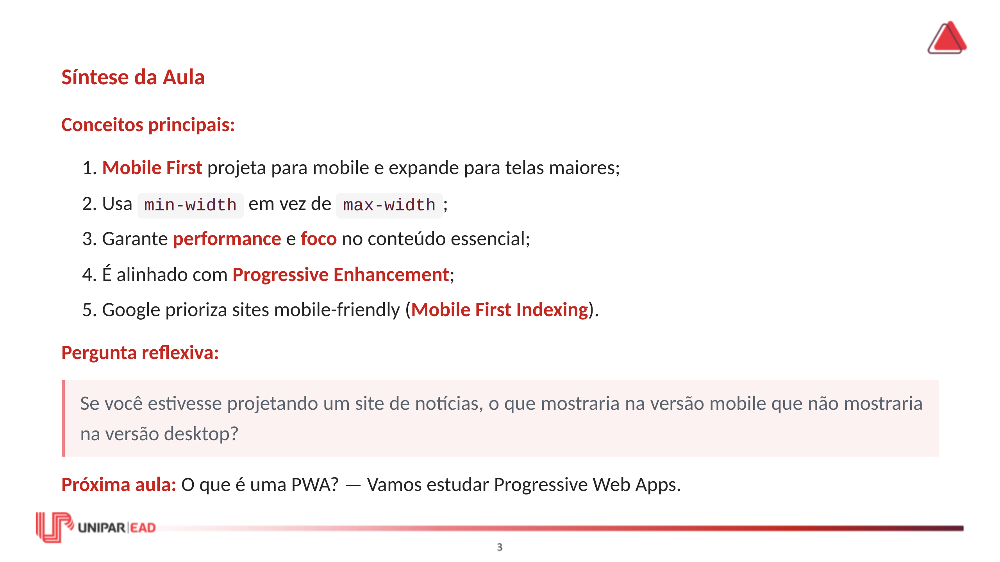 Síntese da Aula
Conceitos principais:
1. Mobile First projeta para mobile e expande para telas maiores;
2. Usa min-width em vez de max-width;
3. Garante performance e foco no conteúdo essencial;
4. É alinhado com Progressive Enhancement;
5. Google prioriza sites mobile-friendly (Mobile First Indexing).
Pergunta reflexiva:
Se você estivesse projetando um site de notícias, o que mostraria na versão mobile que não mostraria
na versão desktop?
Próxima aula: O que é uma PWA? — Vamos estudar Progressive Web Apps.
UNIPAR|EAD
3